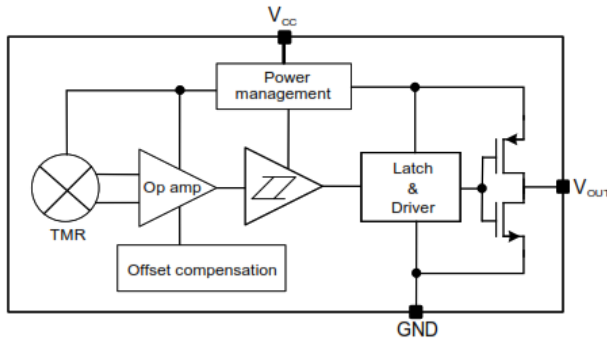 VCC
Power
management
Op amp
Latch
&
Driver
VOUT
TMR
Offset compensation
GND